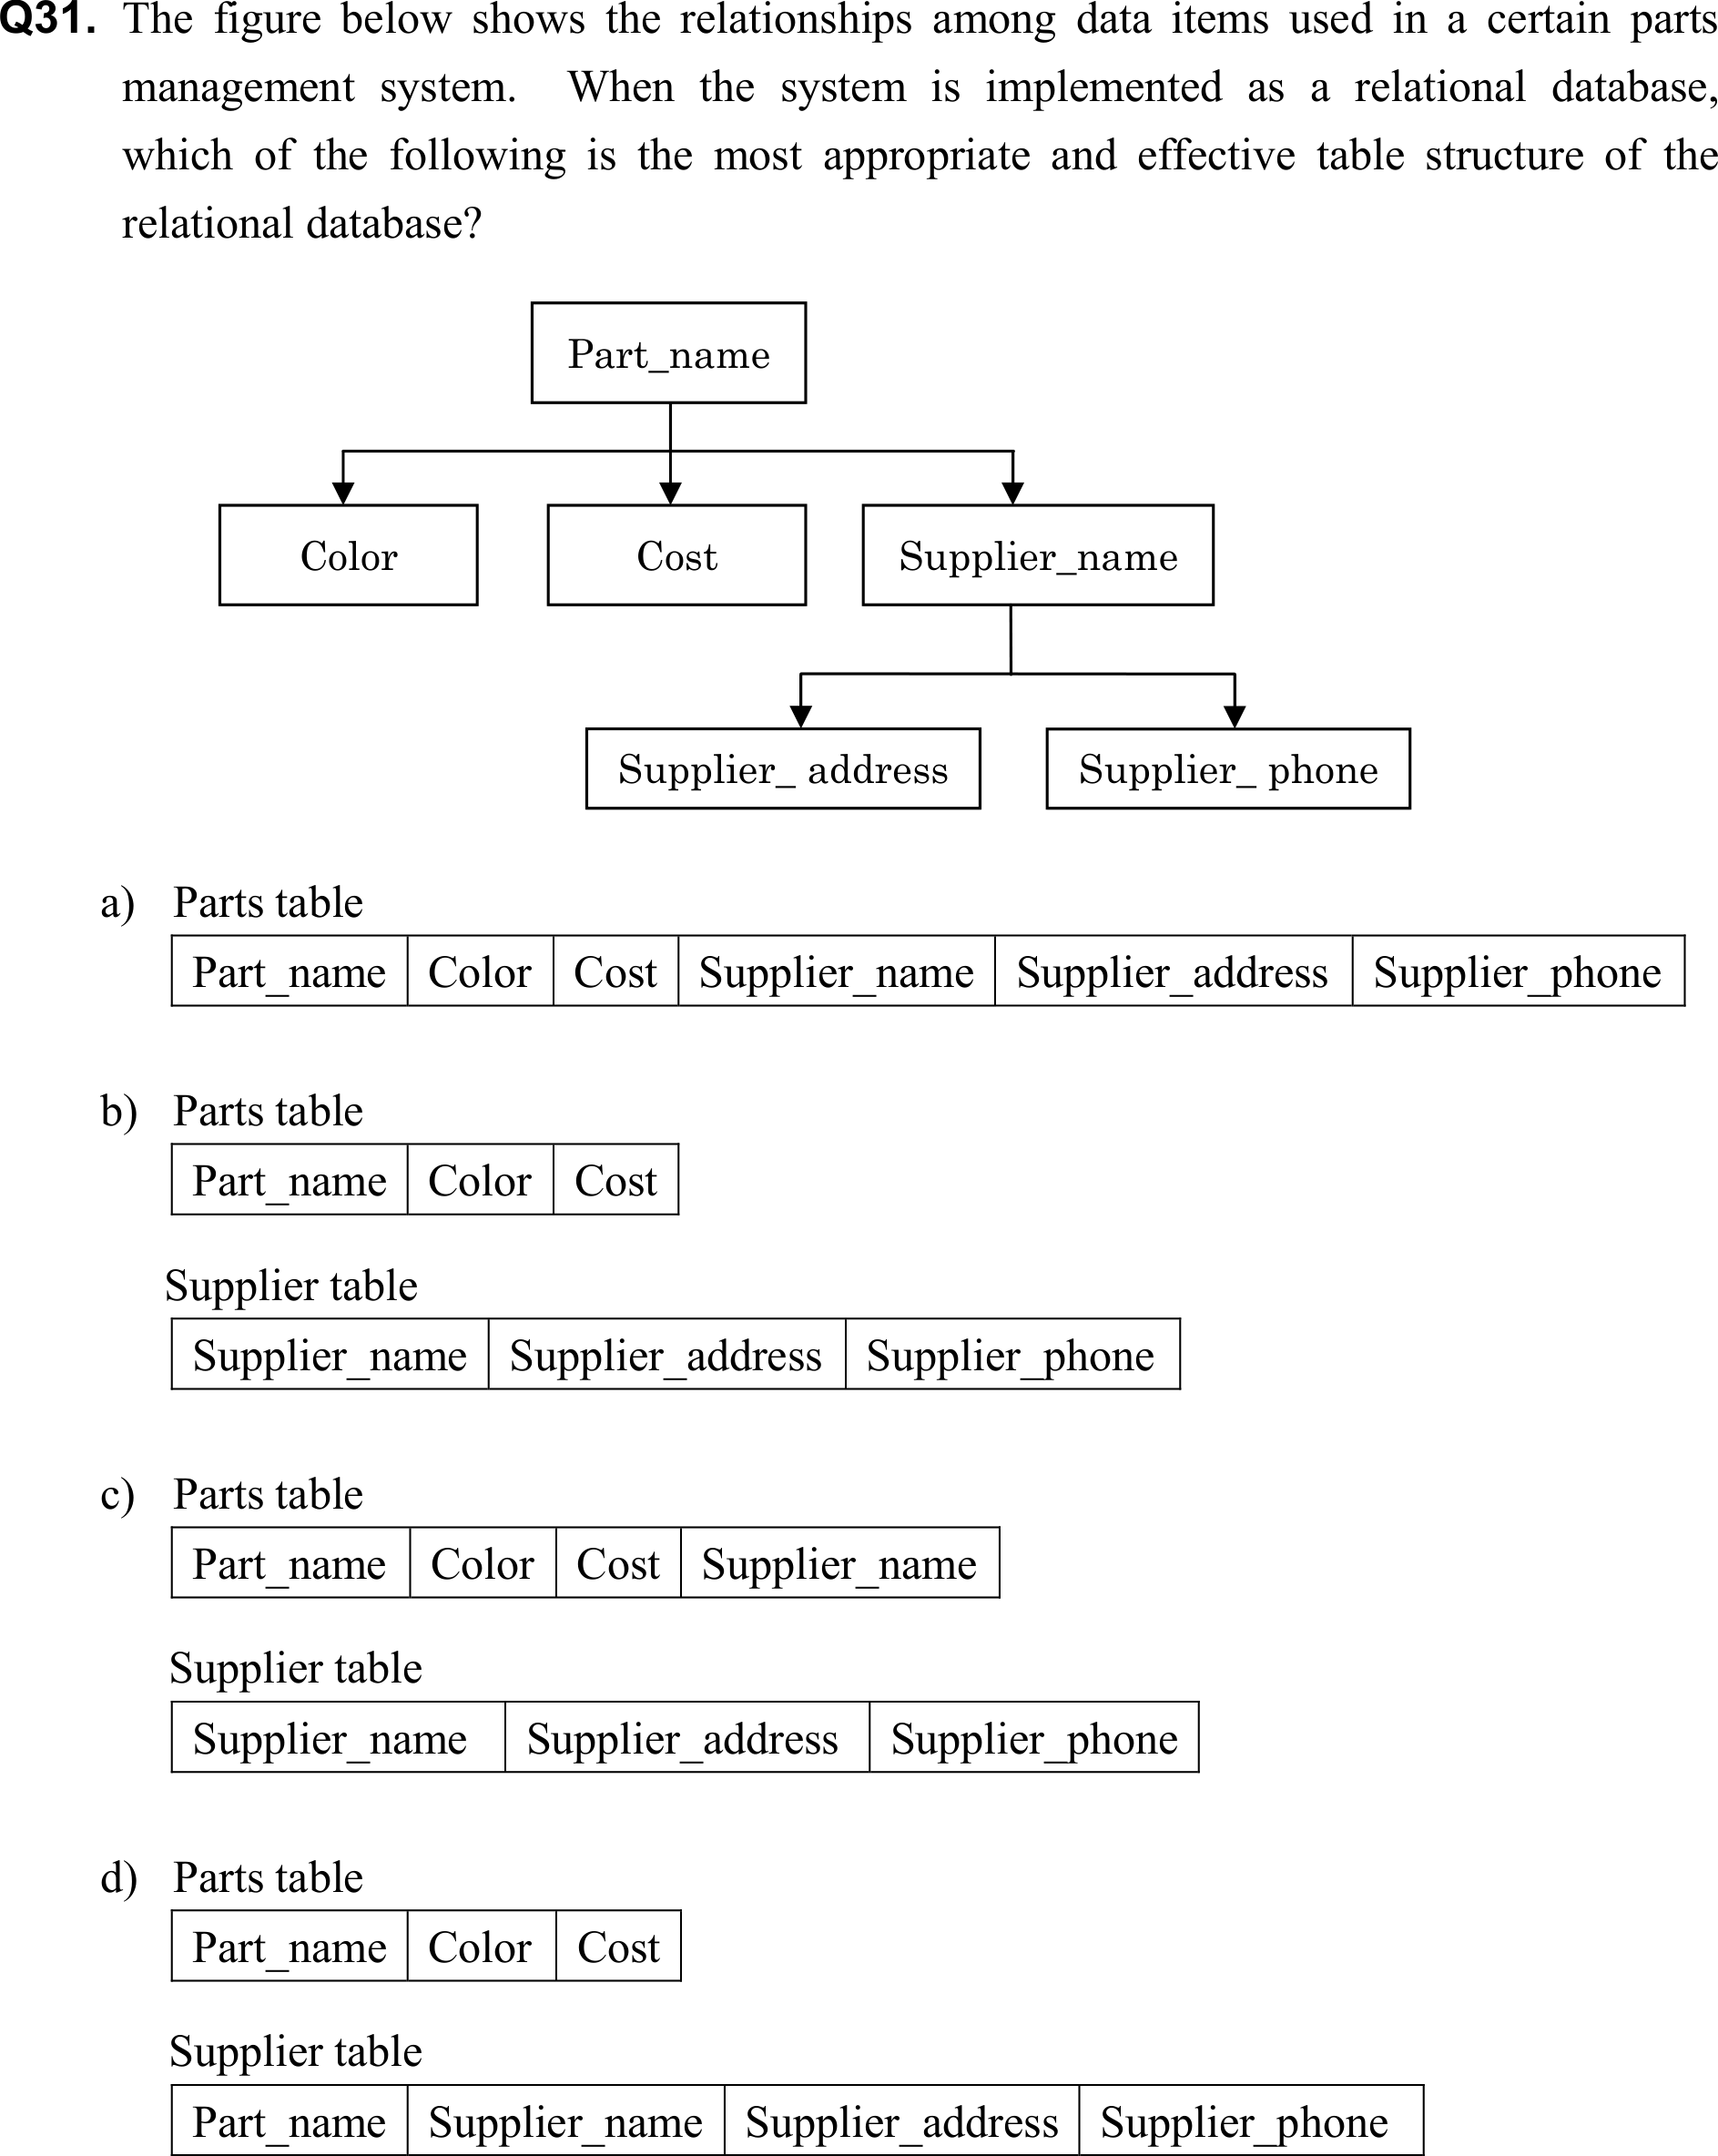 Q31. The figure below shows the relationships among data items used in a certain parts
management system. When the system is implemented as a relational database,
which of the following is the most appropriate and effective table structure of the
relational database?
Part_name
Color Cost Supplier_name
Supplier_ address Supplier_ phone
a) Parts table
Part_name Color Cost Supplier_name Supplier_address Supplier_phone
b) Parts table
Part_name Color Cost
Supplier table
Supplier_name Supplier_address Supplier_phone
c) Parts table
Part_name Color Cost Supplier_name
Supplier table
Supplier_name Supplier_address Supplier_phone
d) Parts table
Part_name Color Cost
Supplier table
Part_name Supplier_name Supplier_address Supplier_phone